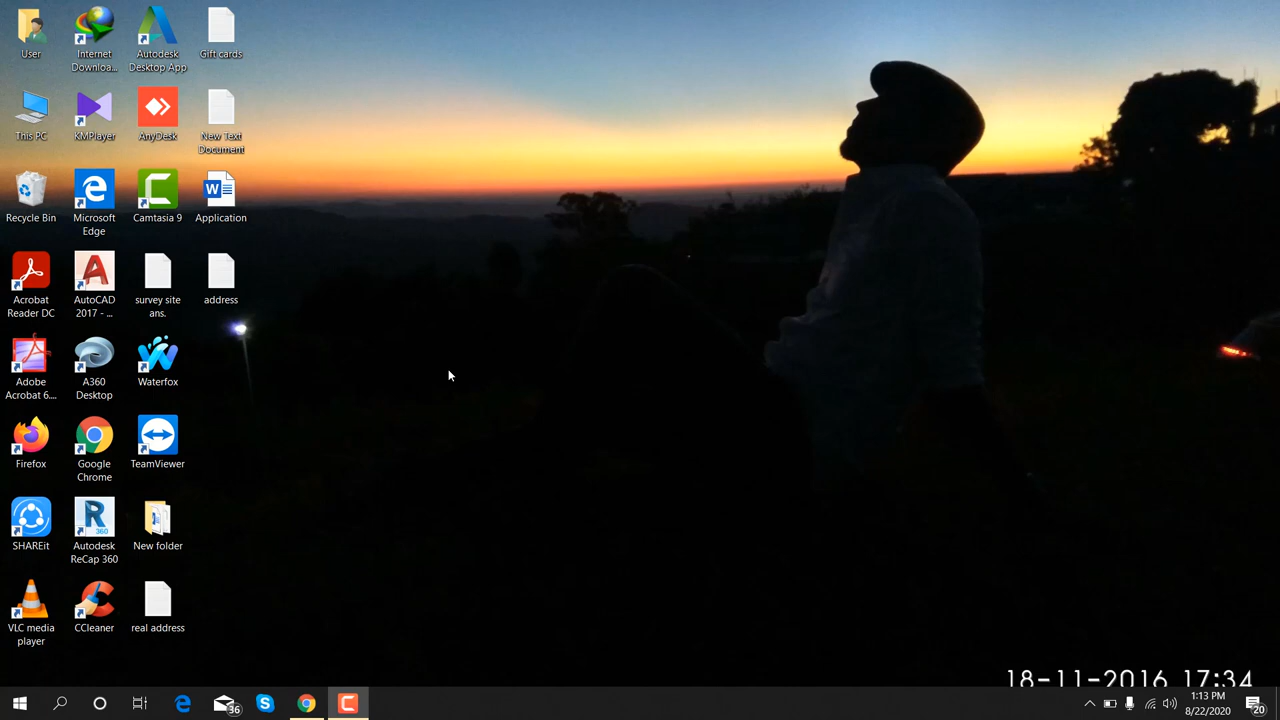 User
Internet
Downloa...
Autodesk
Desktop App
Gift cards
This PC
KMPlayer
AnyDesk
New Text
Document
Recycle Bin
Microsoft
Edge
Camtasia 9
Application
Acrobat
Reader DC
AutoCAD
2017 - ...
survey site
ans.
address
Adobe
Acrobat 6....
A360
Desktop
Waterfox
Firefox
Google
Chrome
TeamViewer
SHAREit
360
Autodesk
ReCap 360
New folder
VLC media
player
CCleaner
real address
18-11-2016 17:34
36
1:13 PM
8/22/2020
20